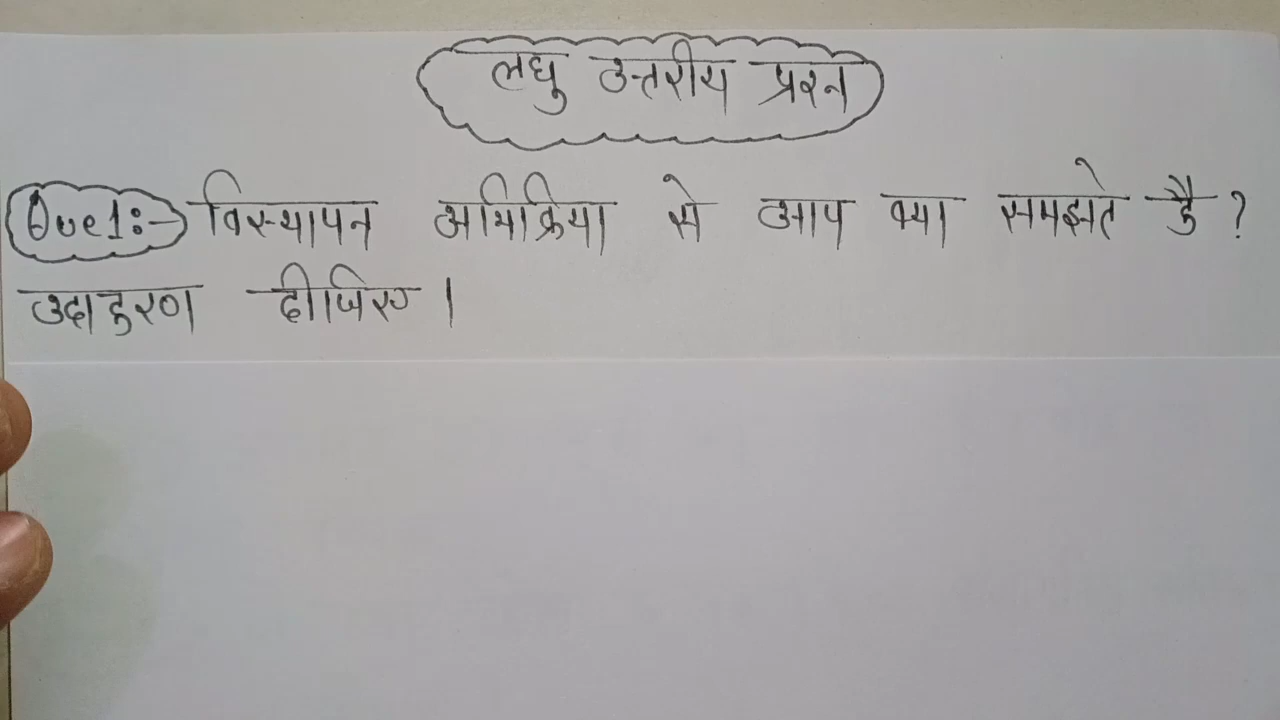 लघु उत्तरीय प्रश्न
Que1:- विस्थापन अभिक्रिया से आप क्या समझते है ?
उदाहरण दीजिए ।